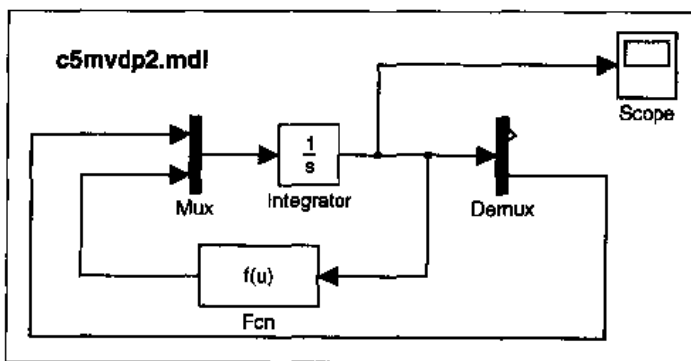 c5mvdp2.mdl
Scope
1
s
Mux
Integrator
Demux
f(u)
Fcn